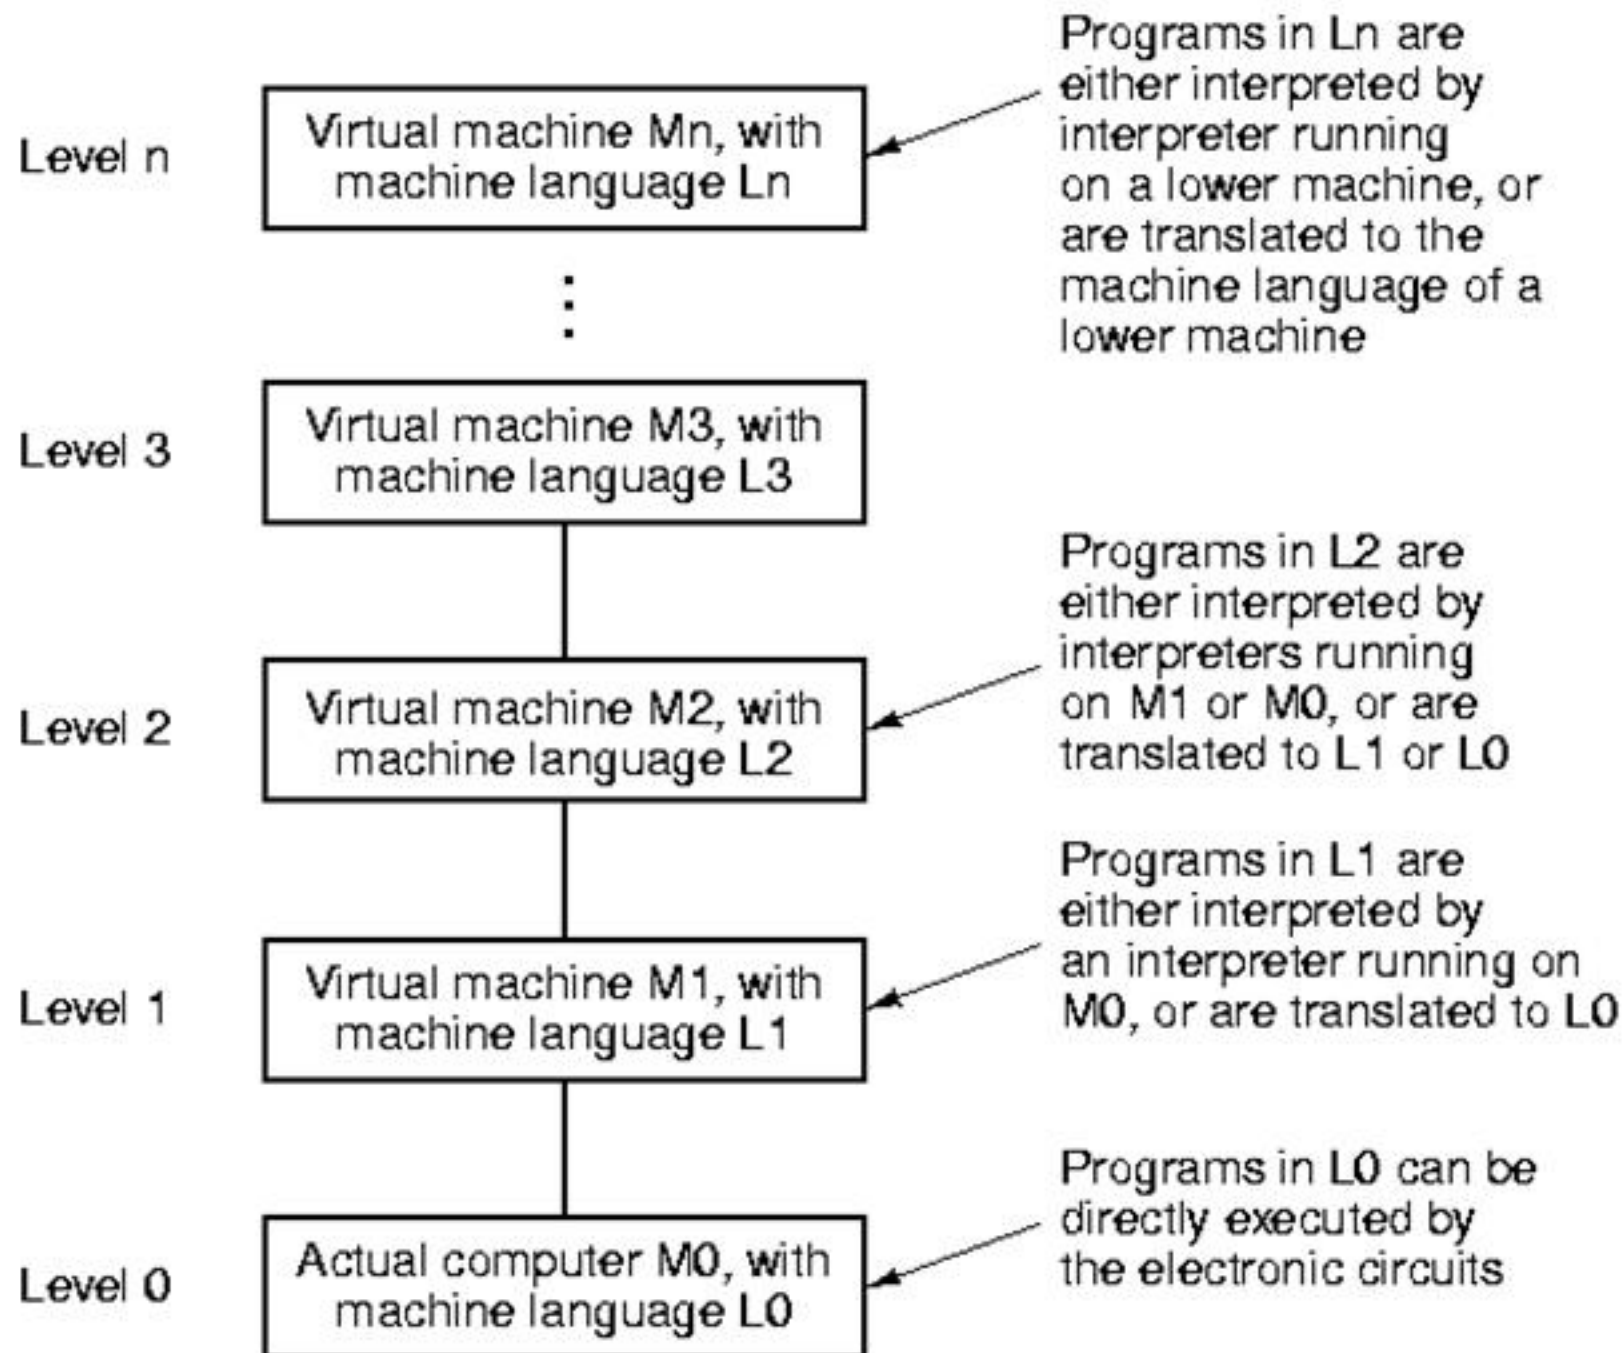 Programs in Ln are
either interpreted by
interpreter running
on a lower machine, or
are translated to the
machine language of a
lower machine
Level n
Virtual machine Mn, with
machine language Ln
Level 3
Virtual machine M3, with
machine language L3
Programs in L2 are
either interpreted by
interpreters running
on M1 or M0, or are
translated to L1 or L0
Level 2
Virtual machine M2, with
machine language L2
Programs in L1 are
either interpreted by
an interpreter running on
M0, or are translated to L0
Level 1
Virtual machine M1, with
machine language L1
Programs in L0 can be
directly executed by
the electronic circuits
Level 0
Actual computer M0, with
machine language L0